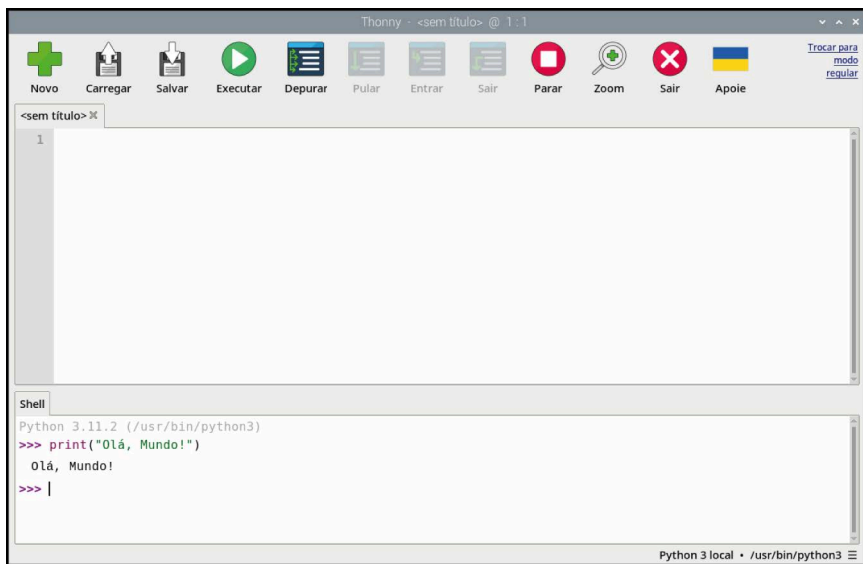 Thonny - <sem título> @ 1:1
Novo Carregar Salvar Executar Depurar Pular Entrar Sair Parar Zoom Sair Apoie
Trocar para
modo
regular
<sem título>
1
Shell
Python 3.11.2 (/usr/bin/python3)
>>> print("Olá, Mundo!")
Olá, Mundo!
>>>
Python 3 local • /usr/bin/python3